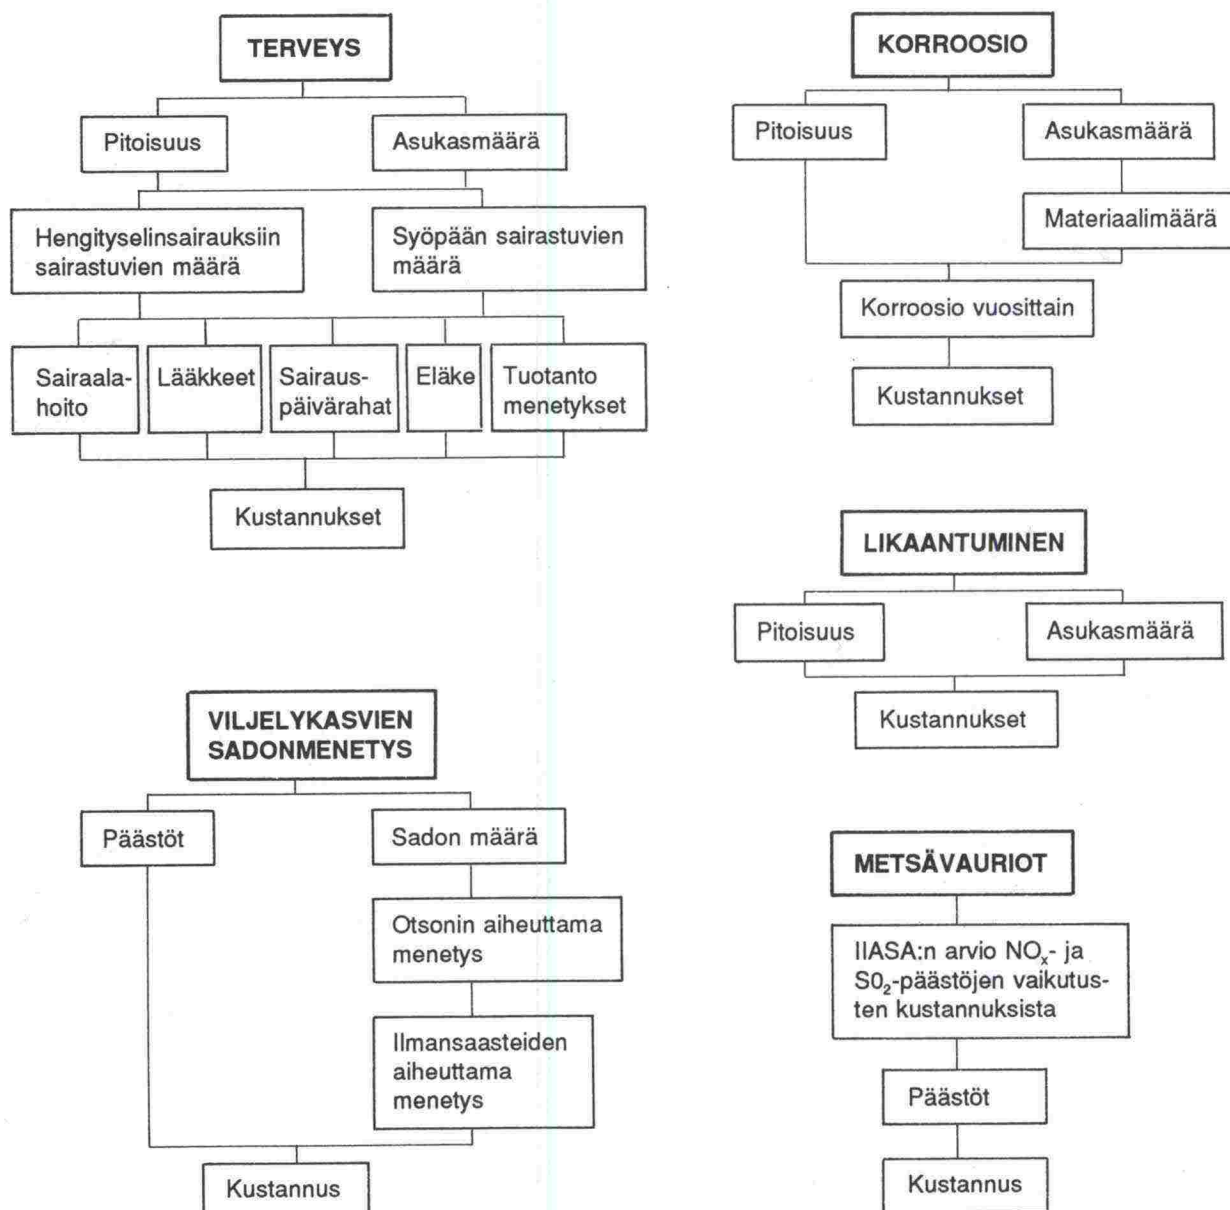 TERVEYS
Pitoisuus
Asukasmäärä
Hengityselinsairauksiin
sairastuvien määrä
Syöpään sairastuvien
määrä
Sairaala-
hoito
Lääkkeet
Sairaus-
päivärahat
Eläke
Tuotanto
menetykset
Kustannukset
KORROOSIO
Pitoisuus
Asukasmäärä
Materiaalimäärä
Korroosio vuosittain
Kustannukset
LIKAANTUMINEN
Pitoisuus
Asukasmäärä
Kustannukset
VILJELYKASVIEN
SADONMENETYS
Päästöt
Sadon määrä
Otsonin aiheuttama
menetys
Ilmansaasteiden
aiheuttama
menetys
Kustannus
METSÄVAURIOT
IIASA:n arvio NOₓ- ja
S0₂-päästöjen vaikutus-
ten kustannuksista
Päästöt
Kustannus